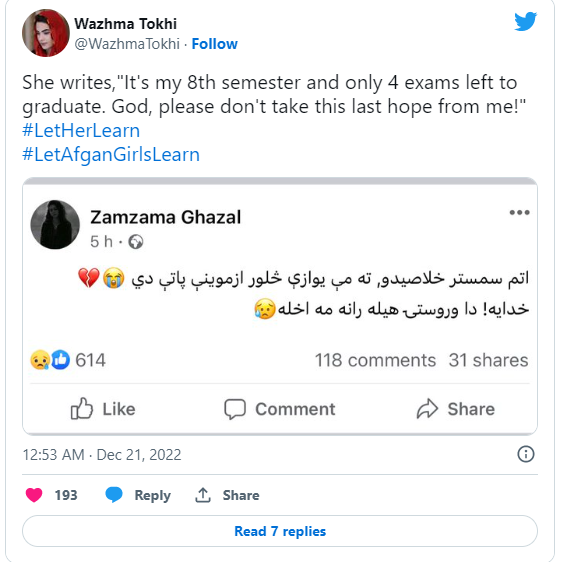 Wazhma Tokhi
@WazhmaTokhi · Follow
She writes,"It's my 8th semester and only 4 exams left to
graduate. God, please don't take this last hope from me!"
#LetHerLearn
#LetAfganGirlsLearn
Zamzama Ghazal
5 h ·
اتم سمستر خلاصیدو, ته مې یوازې څلور ازموینې پاتې دي 😭💔
خدایه! دا وروستۍ هیله رانه مه اخله😥
614 118 comments 31 shares
Like Comment Share
12:53 AM · Dec 21, 2022
193 Reply Share
Read 7 replies